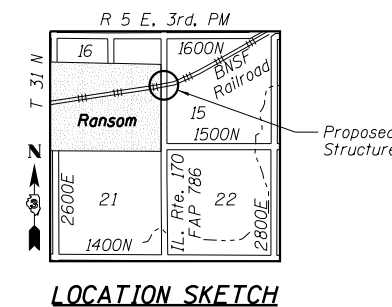 R 5 E, 3rd. PM
T 31 N
16
1600N
BNSF
Railroad
Ransom
15
1500N
Proposed
Structure
N
2600E
21
IL. Rte. 170
FAP 786
22
2800E
1400N
LOCATION SKETCH